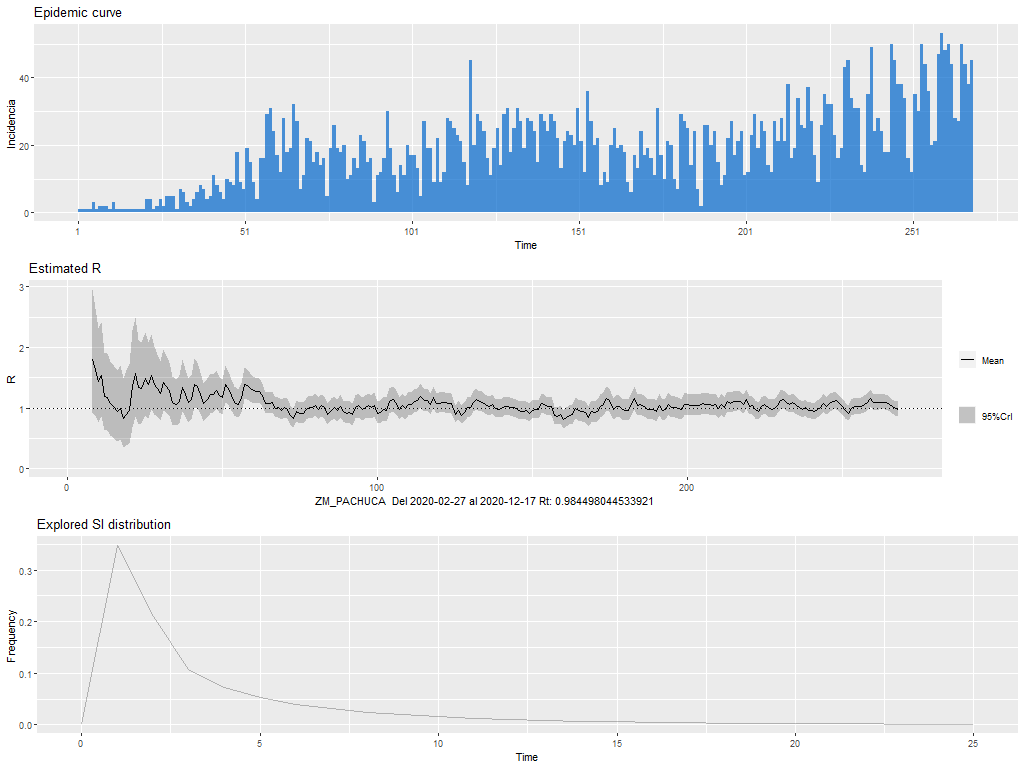 Epidemic curve
Incidencia
40
20
0
1 51 101 151 201 251
Time
Estimated R
R
3
2
1
0
Mean
95%CrI
0 100 200
ZM_PACHUCA Del 2020-02-27 al 2020-12-17 Rt: 0.984498044533921
Explored SI distribution
Frequency
0.3
0.2
0.1
0.0
0 5 10 15 20 25
Time